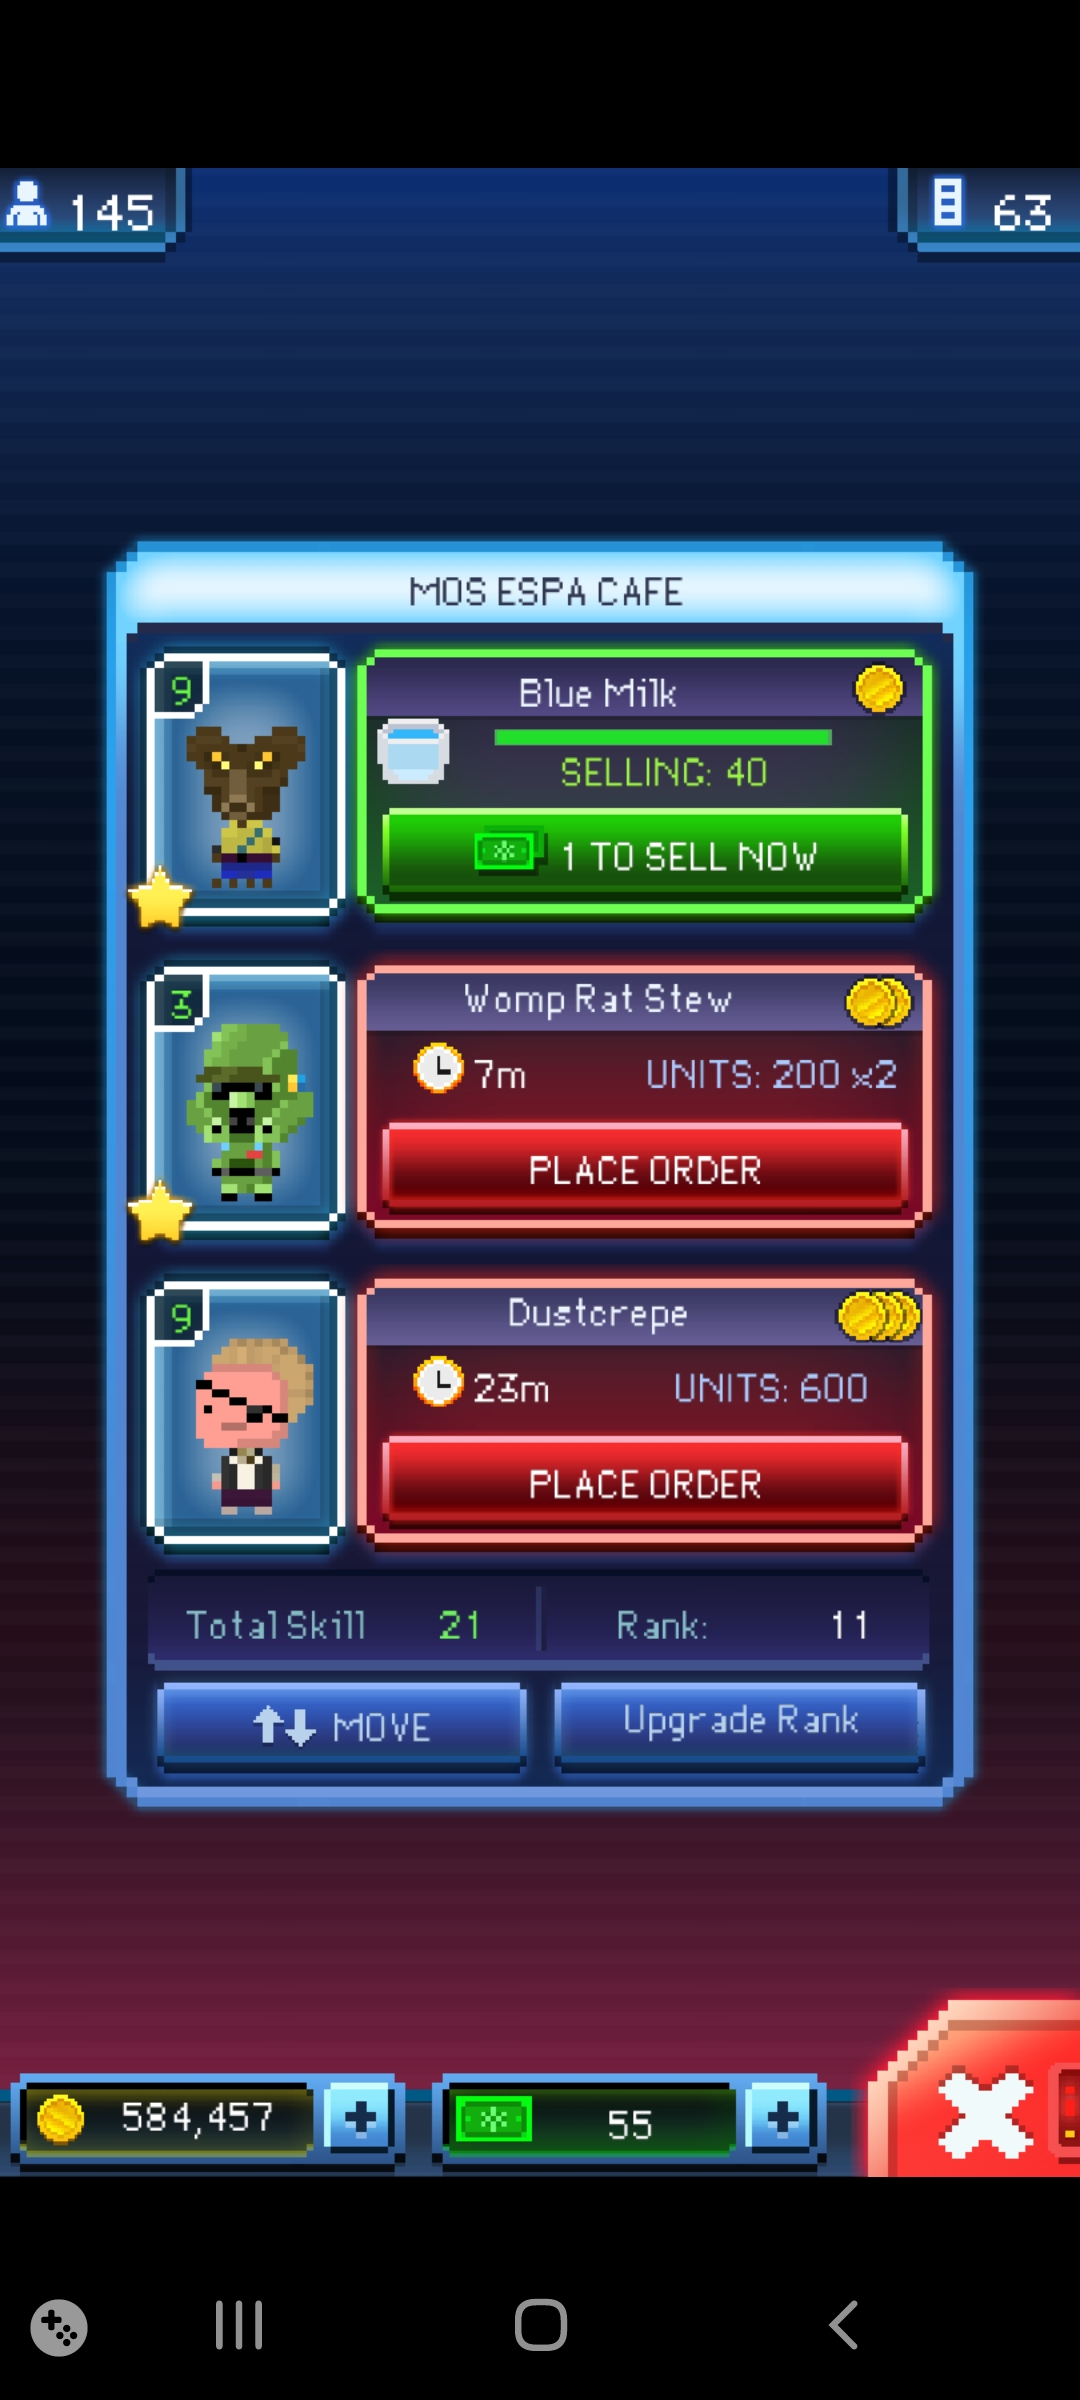 145
63
MOS ESPA CAFE
9
Blue Milk
SELLING: 40
1 TO SELL NOW
3
Womp Rat Stew
7m
UNITS: 200 x2
PLACE ORDER
9
Dustcrepe
23m
UNITS: 600
PLACE ORDER
Total Skill 21
Rank: 11
MOVE
Upgrade Rank
584,457
55